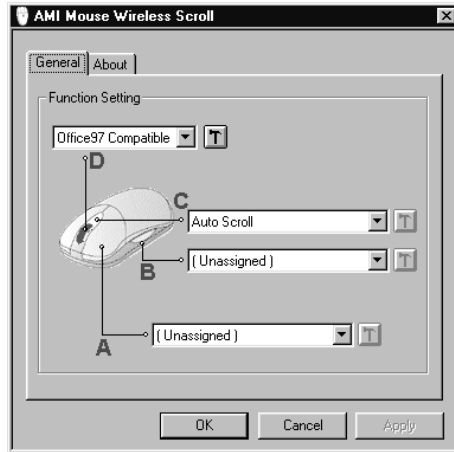 AMI Mouse Wireless Scroll
General About
Function Setting
Office97 Compatible
D
C
Auto Scroll
B
( Unassigned )
A
( Unassigned )
OK Cancel Apply